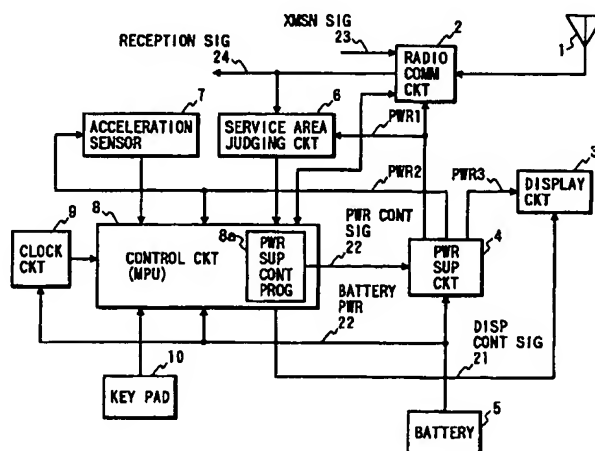 XMSN SIG
23
2
1
RECEPTION SIG
24
RADIO
COMM
CKT
7
6
ACCELERATION
SENSOR
SERVICE AREA
JUDGING CKT
PWR1
3
PWR2
PWR3
DISPLAY
CKT
9
8
8a
PWR CONT
SIG
22
4
CLOCK
CKT
CONTROL CKT
(MPU)
PWR
SUP
CONT
PROG
PWR
SUP
CKT
BATTERY
PWR
22
DISP
CONT SIG
21
10
KEY PAD
5
BATTERY